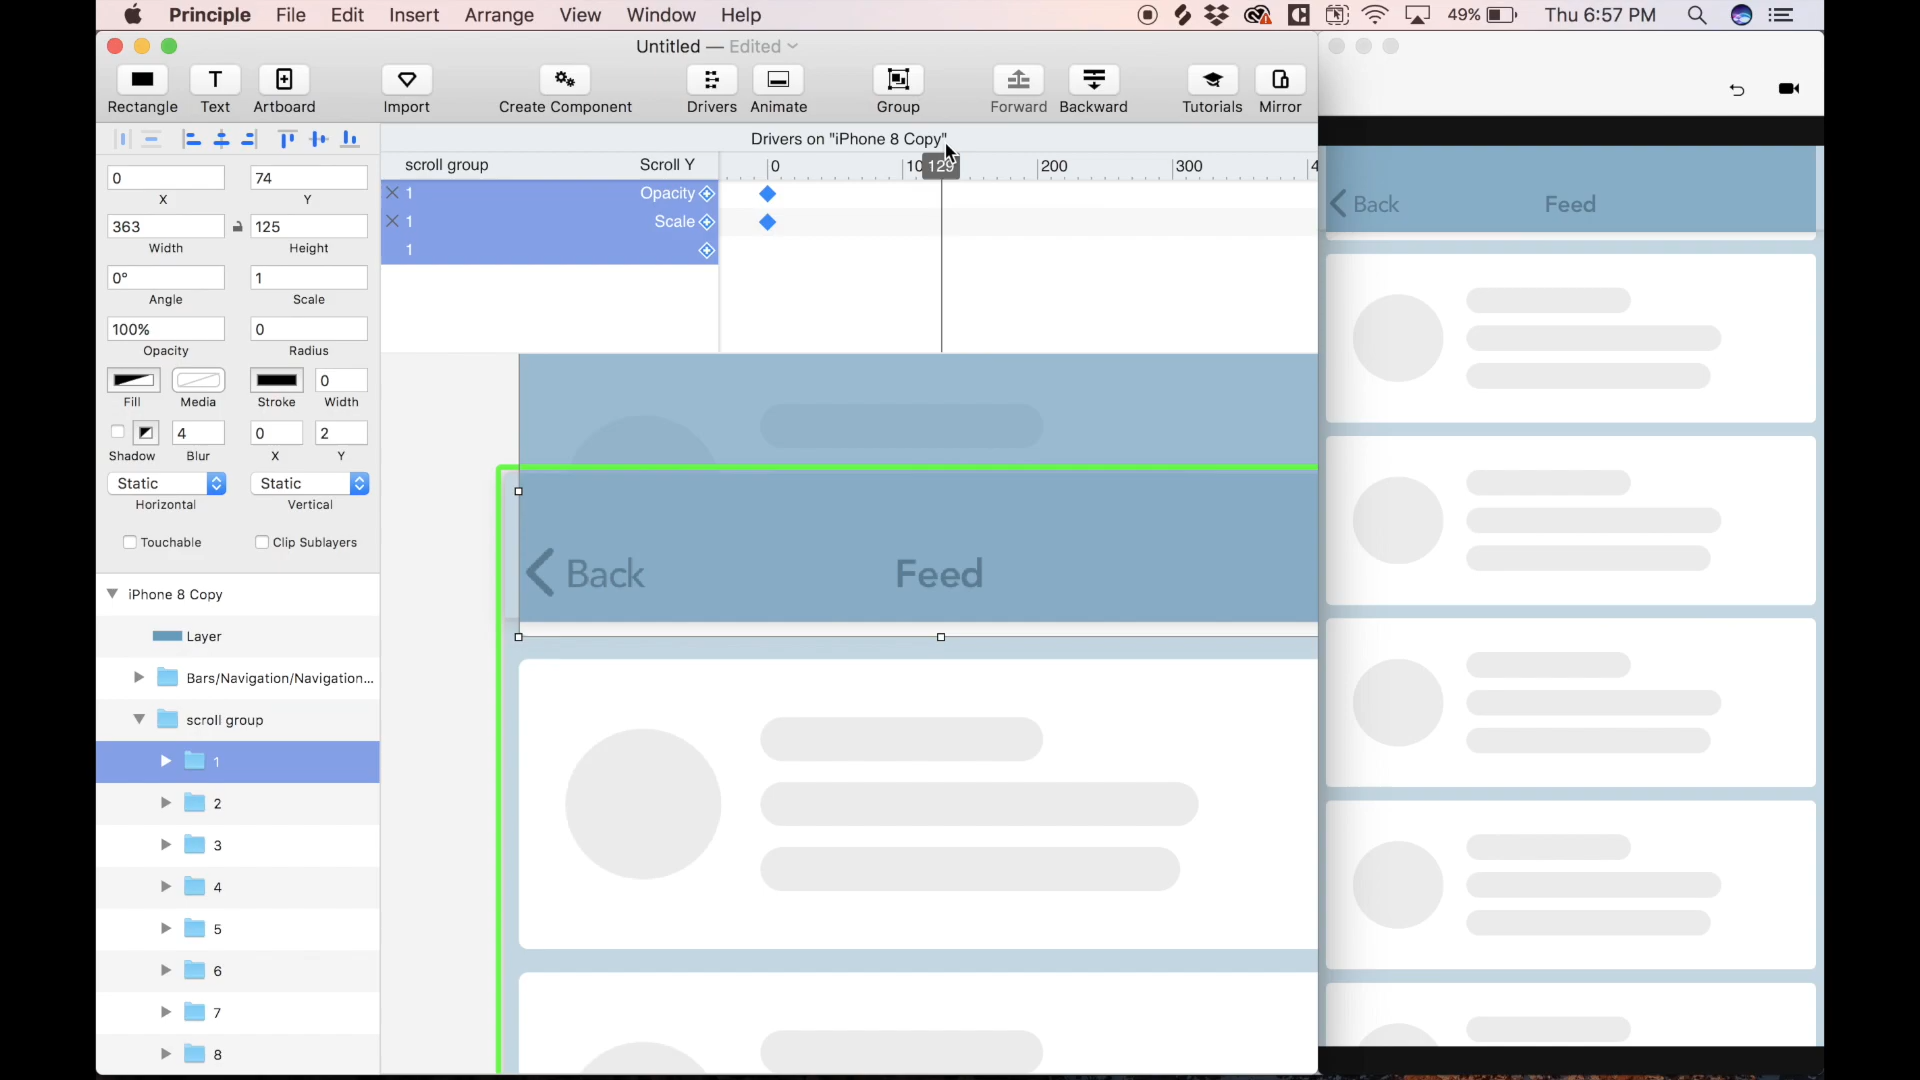 Principle File Edit Insert Arrange View Window Help 49% Thu 6:57 PM
Untitled — Edited
Rectangle Text Artboard Import Create Component Drivers Animate Group Forward Backward Tutorials Mirror
Drivers on "iPhone 8 Copy"
scroll group Scroll Y 0 10 129 200 300 4
1 Opacity
1 Scale
1
0 74
X Y
363 125
Width Height
0° 1
Angle Scale
100% 0
Opacity Radius
0
Fill Media Stroke Width
4 0 2
Shadow Blur X Y
Static Static
Horizontal Vertical
Touchable Clip Sublayers
iPhone 8 Copy
Layer
Bars/Navigation/Navigation...
scroll group
1
2
3
4
5
6
7
8
Back Feed
Back Feed